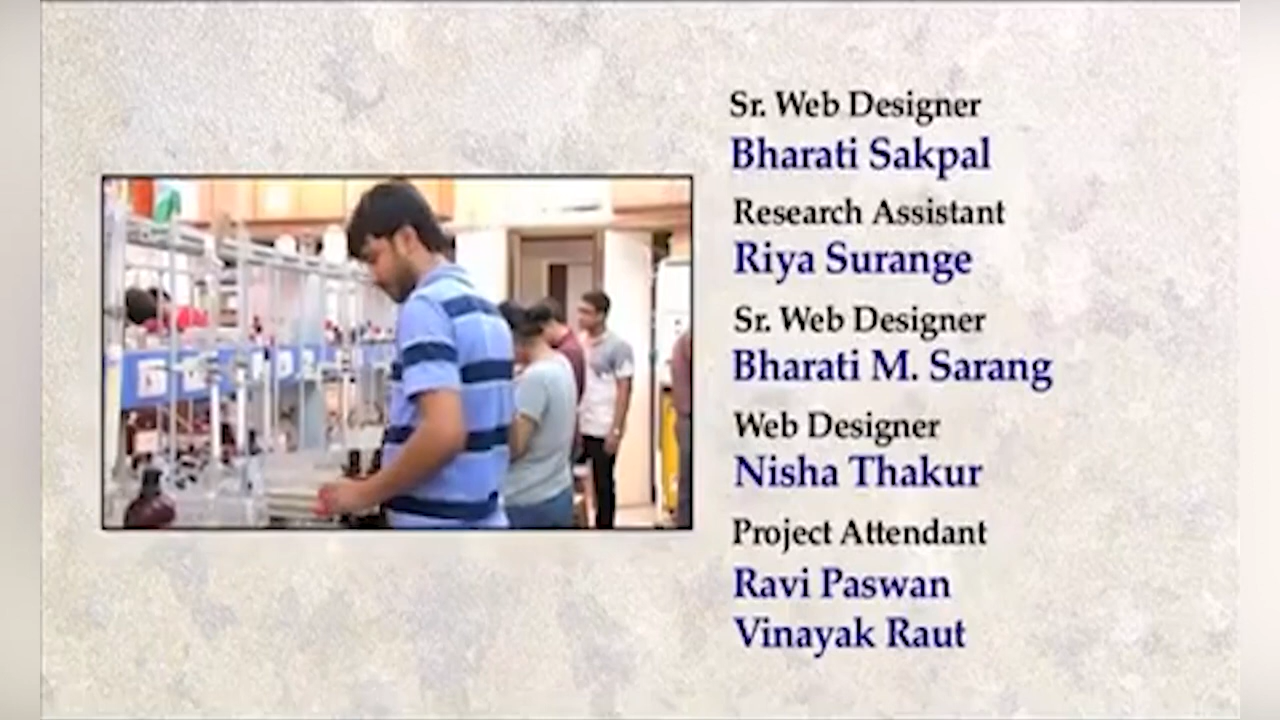 Sr. Web Designer
Bharati Sakpal
Research Assistant
Riya Surange
Sr. Web Designer
Bharati M. Sarang
Web Designer
Nisha Thakur
Project Attendant
Ravi Paswan
Vinayak Raut